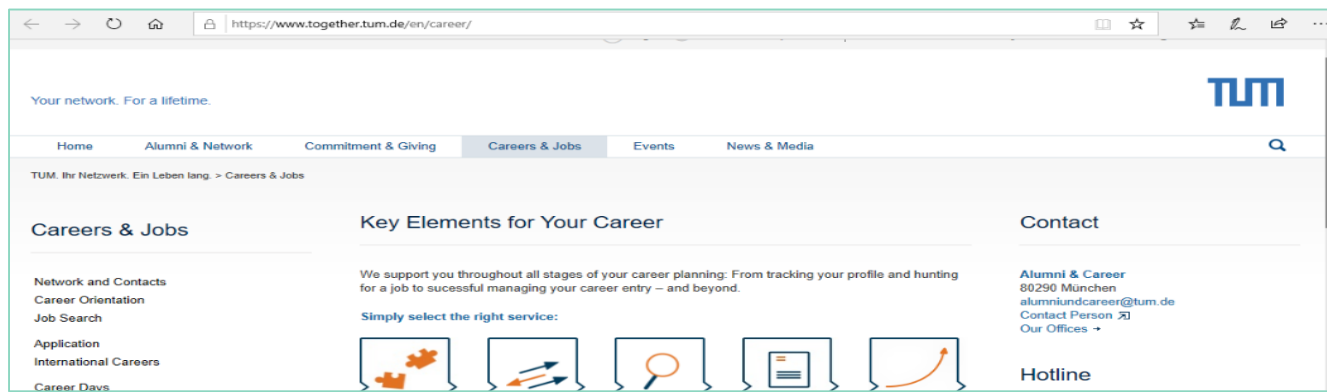 https://www.together.tum.de/en/career/
Your network. For a lifetime.
TUM
Home Alumni & Network Commitment & Giving Careers & Jobs Events News & Media
TUM. Ihr Netzwerk. Ein Leben lang. > Careers & Jobs
Careers & Jobs
Network and Contacts
Career Orientation
Job Search
Application
International Careers
Career Days
Key Elements for Your Career
We support you throughout all stages of your career planning: From tracking your profile and hunting
for a job to sucessful managing your career entry – and beyond.
Simply select the right service:
Contact
Alumni & Career
80290 München
alumniundcareer@tum.de
Contact Person
Our Offices
Hotline